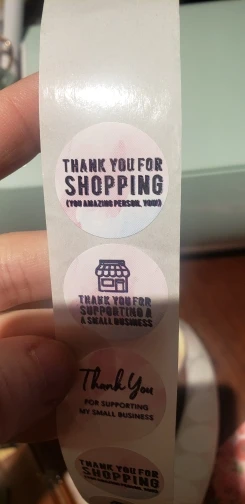 THANK YOU FOR
SHOPPING
(YOU AMAZING PERSON, YOU!)
THANK YOU FOR
SUPPORTING A
A SMALL BUSINESS
Thank You
FOR SUPPORTING
MY SMALL BUSINESS
THANK YOU FOR
SHOPPING